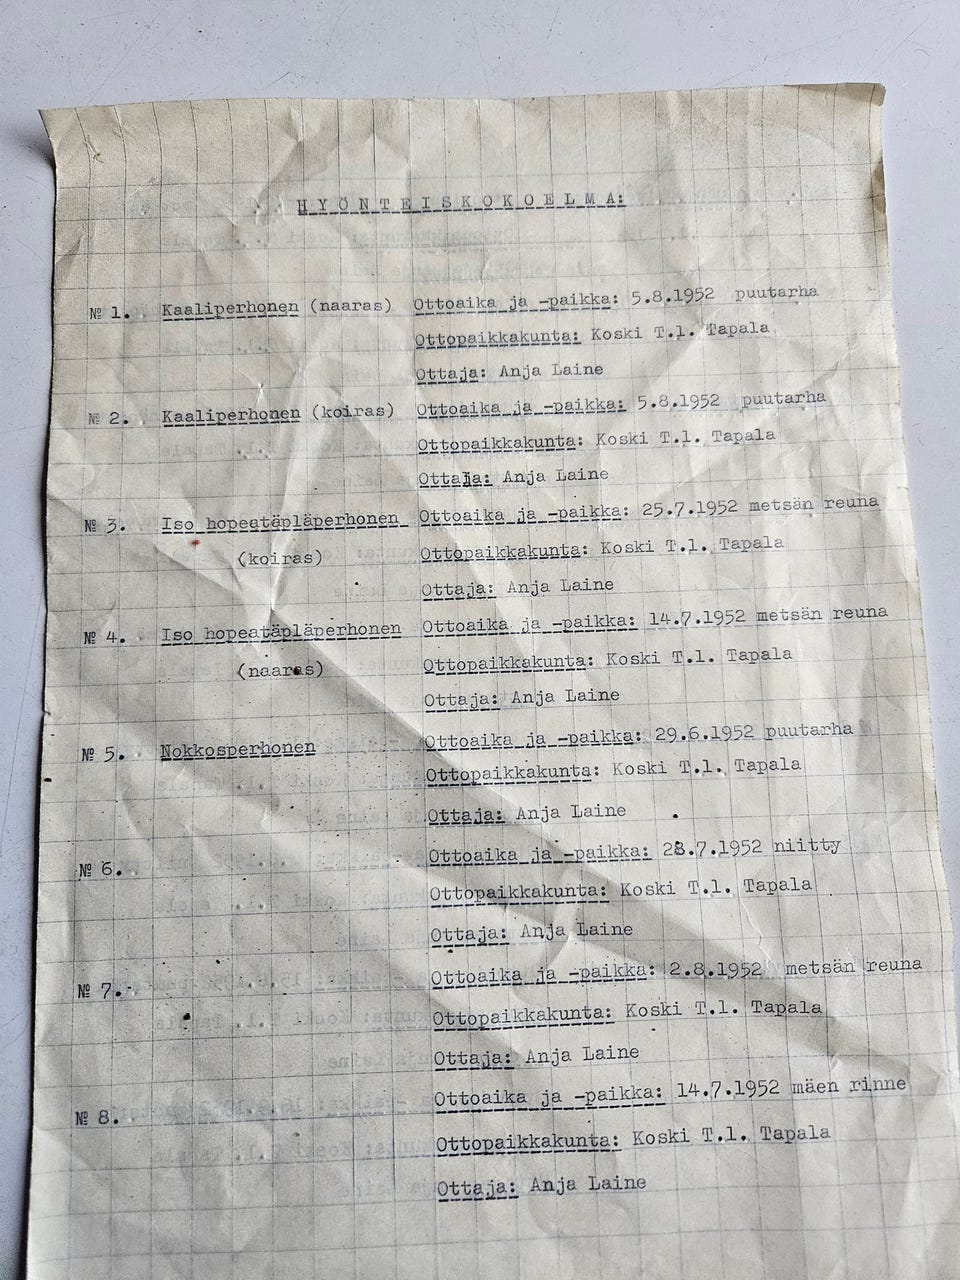 HYÖNTEISKOKOELMA:
№ 1. Kaaliperhonen (naaras) Ottoaika ja -paikka: 5.8.1952 puutarha
Ottopaikkakunta: Koski T.l. Tapala
Ottaja: Anja Laine
№ 2. Kaaliperhonen (koiras) Ottoaika ja -paikka: 5.8.1952 puutarha
Ottopaikkakunta: Koski T.l. Tapala
Ottaja: Anja Laine
№ 3. Iso hopeatäpläperhonen Ottoaika ja -paikka: 25.7.1952 metsän reuna
(koiras) Ottopaikkakunta: Koski T.l. Tapala
Ottaja: Anja Laine
№ 4. Iso hopeatäpläperhonen Ottoaika ja -paikka: 14.7.1952 metsän reuna
(naaras) Ottopaikkakunta: Koski T.l. Tapala
Ottaja: Anja Laine
№ 5. Nokkosperhonen Ottoaika ja -paikka: 29.6.1952 puutarha
Ottopaikkakunta: Koski T.l. Tapala
Ottaja: Anja Laine
№ 6. Ottoaika ja -paikka: 28.7.1952 niitty
Ottopaikkakunta: Koski T.l. Tapala
Ottaja: Anja Laine
№ 7. Ottoaika ja -paikka: 2.8.1952 metsän reuna
Ottopaikkakunta: Koski T.l. Tapala
Ottaja: Anja Laine
№ 8. Ottoaika ja -paikka: 14.7.1952 mäen rinne
Ottopaikkakunta: Koski T.l. Tapala
Ottaja: Anja Laine